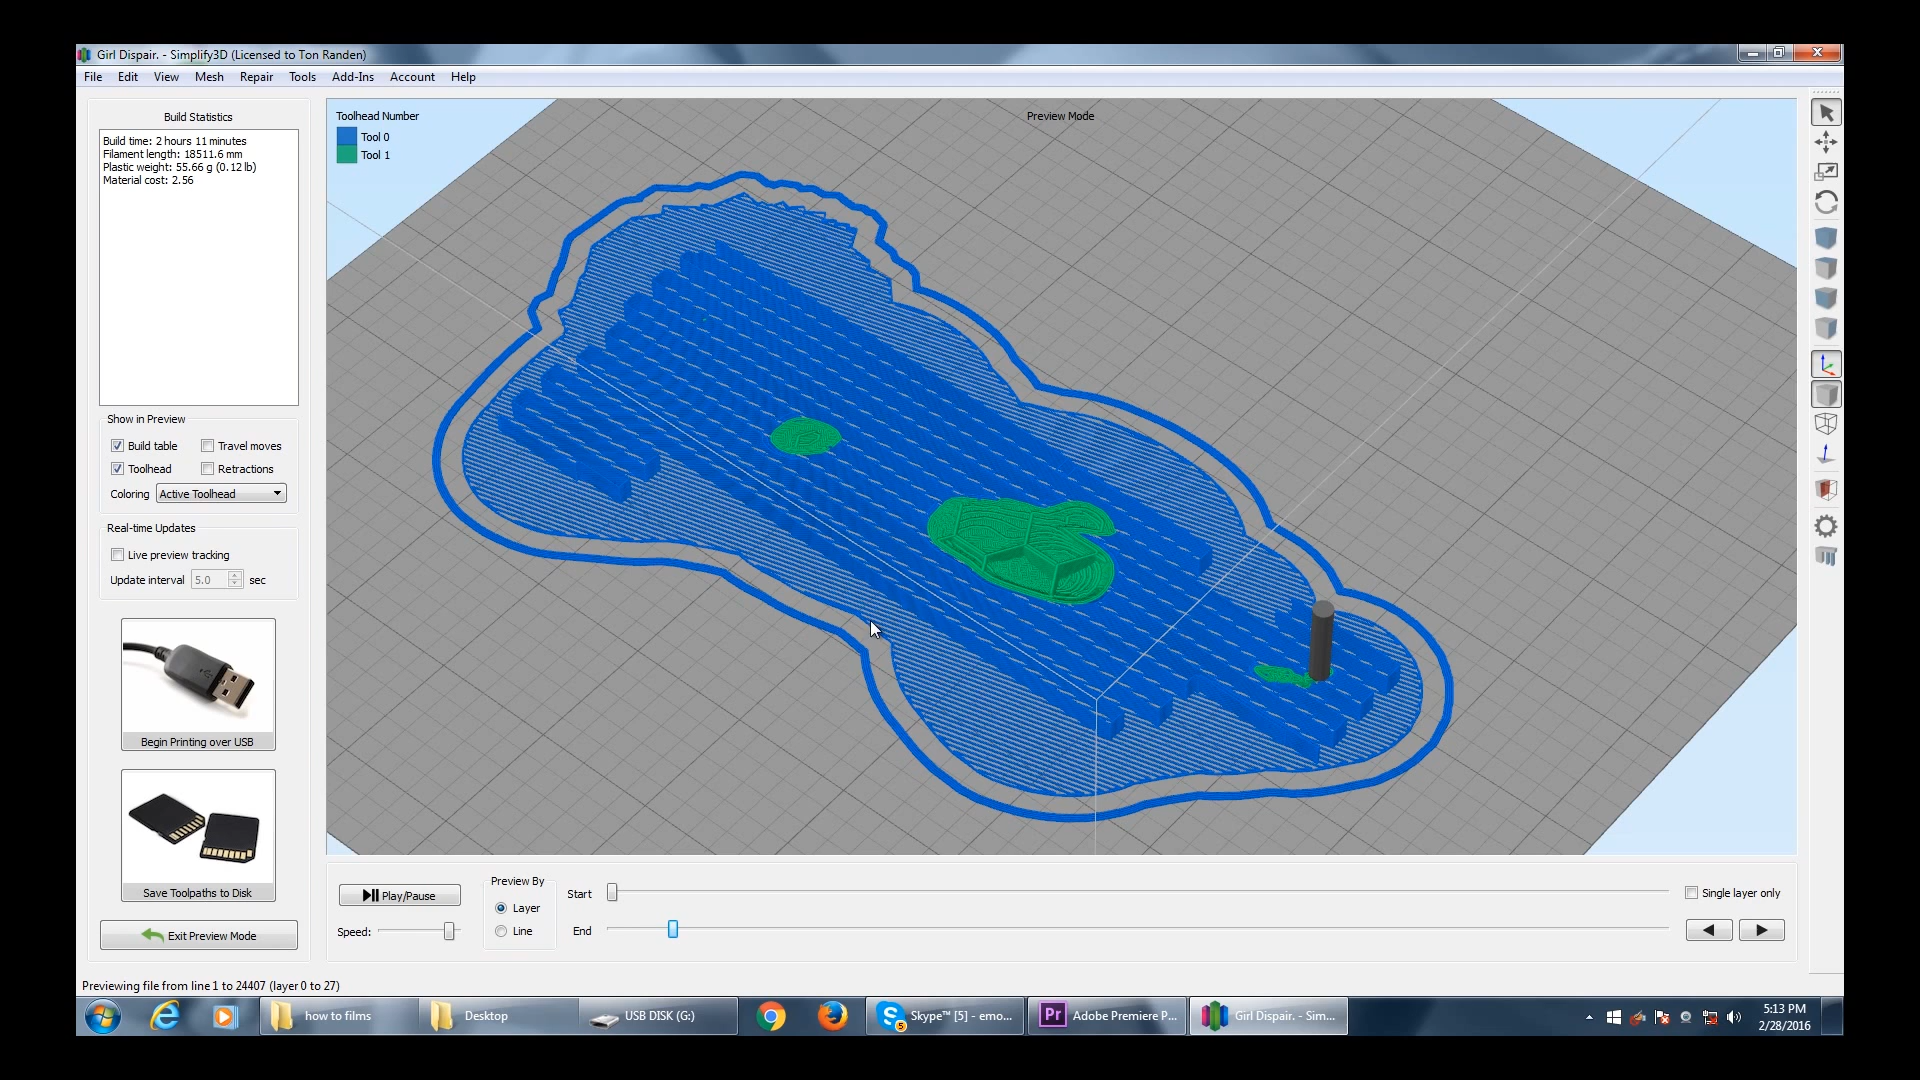 Girl Dispair. - Simplify3D (Licensed to Ton Randen)
File Edit View Mesh Repair Tools Add-Ins Account Help
Build Statistics
Build time: 2 hours 11 minutes
Filament length: 18511.6 mm
Plastic weight: 55.66 g (0.12 lb)
Material cost: 2.56
Show in Preview
Build table Travel moves
Toolhead Retractions
Coloring Active Toolhead
Real-time Updates
Live preview tracking
Update interval 5.0 sec
Begin Printing over USB
Save Toolpaths to Disk
Exit Preview Mode
Toolhead Number
Tool 0
Tool 1
Preview Mode
Play/Pause
Speed:
Preview By
Layer
Line
Start
End
Single layer only
Previewing file from line 1 to 24407 (layer 0 to 27)
how to films
Desktop
USB DISK (G:)
5
Skype™ [5] - emo...
Pr
Adobe Premiere P...
Girl Dispair. - Sim...
5:13 PM
2/28/2016